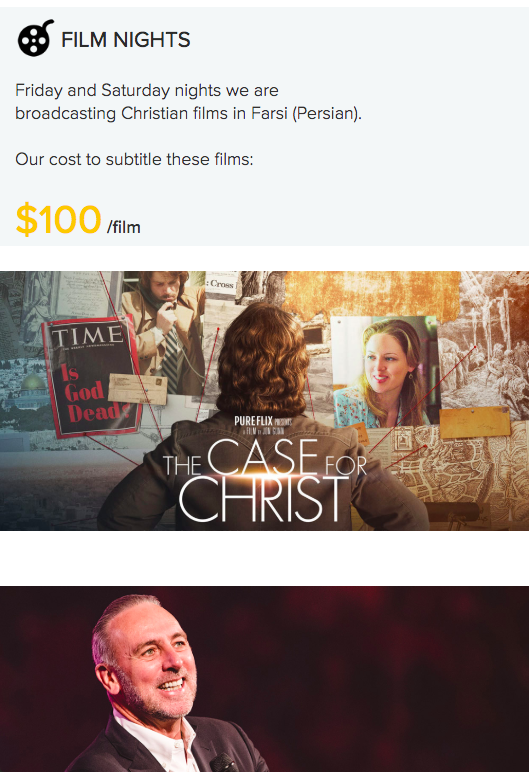 FILM NIGHTS
Friday and Saturday nights we are
broadcasting Christian films in Farsi (Persian).
Our cost to subtitle these films:
$100 /film
: Cross
TIME
Is
God
Dead?
PUREFLIX PRESENTS
A FILM BY JON GUNN
THE CASE FOR
CHRIST